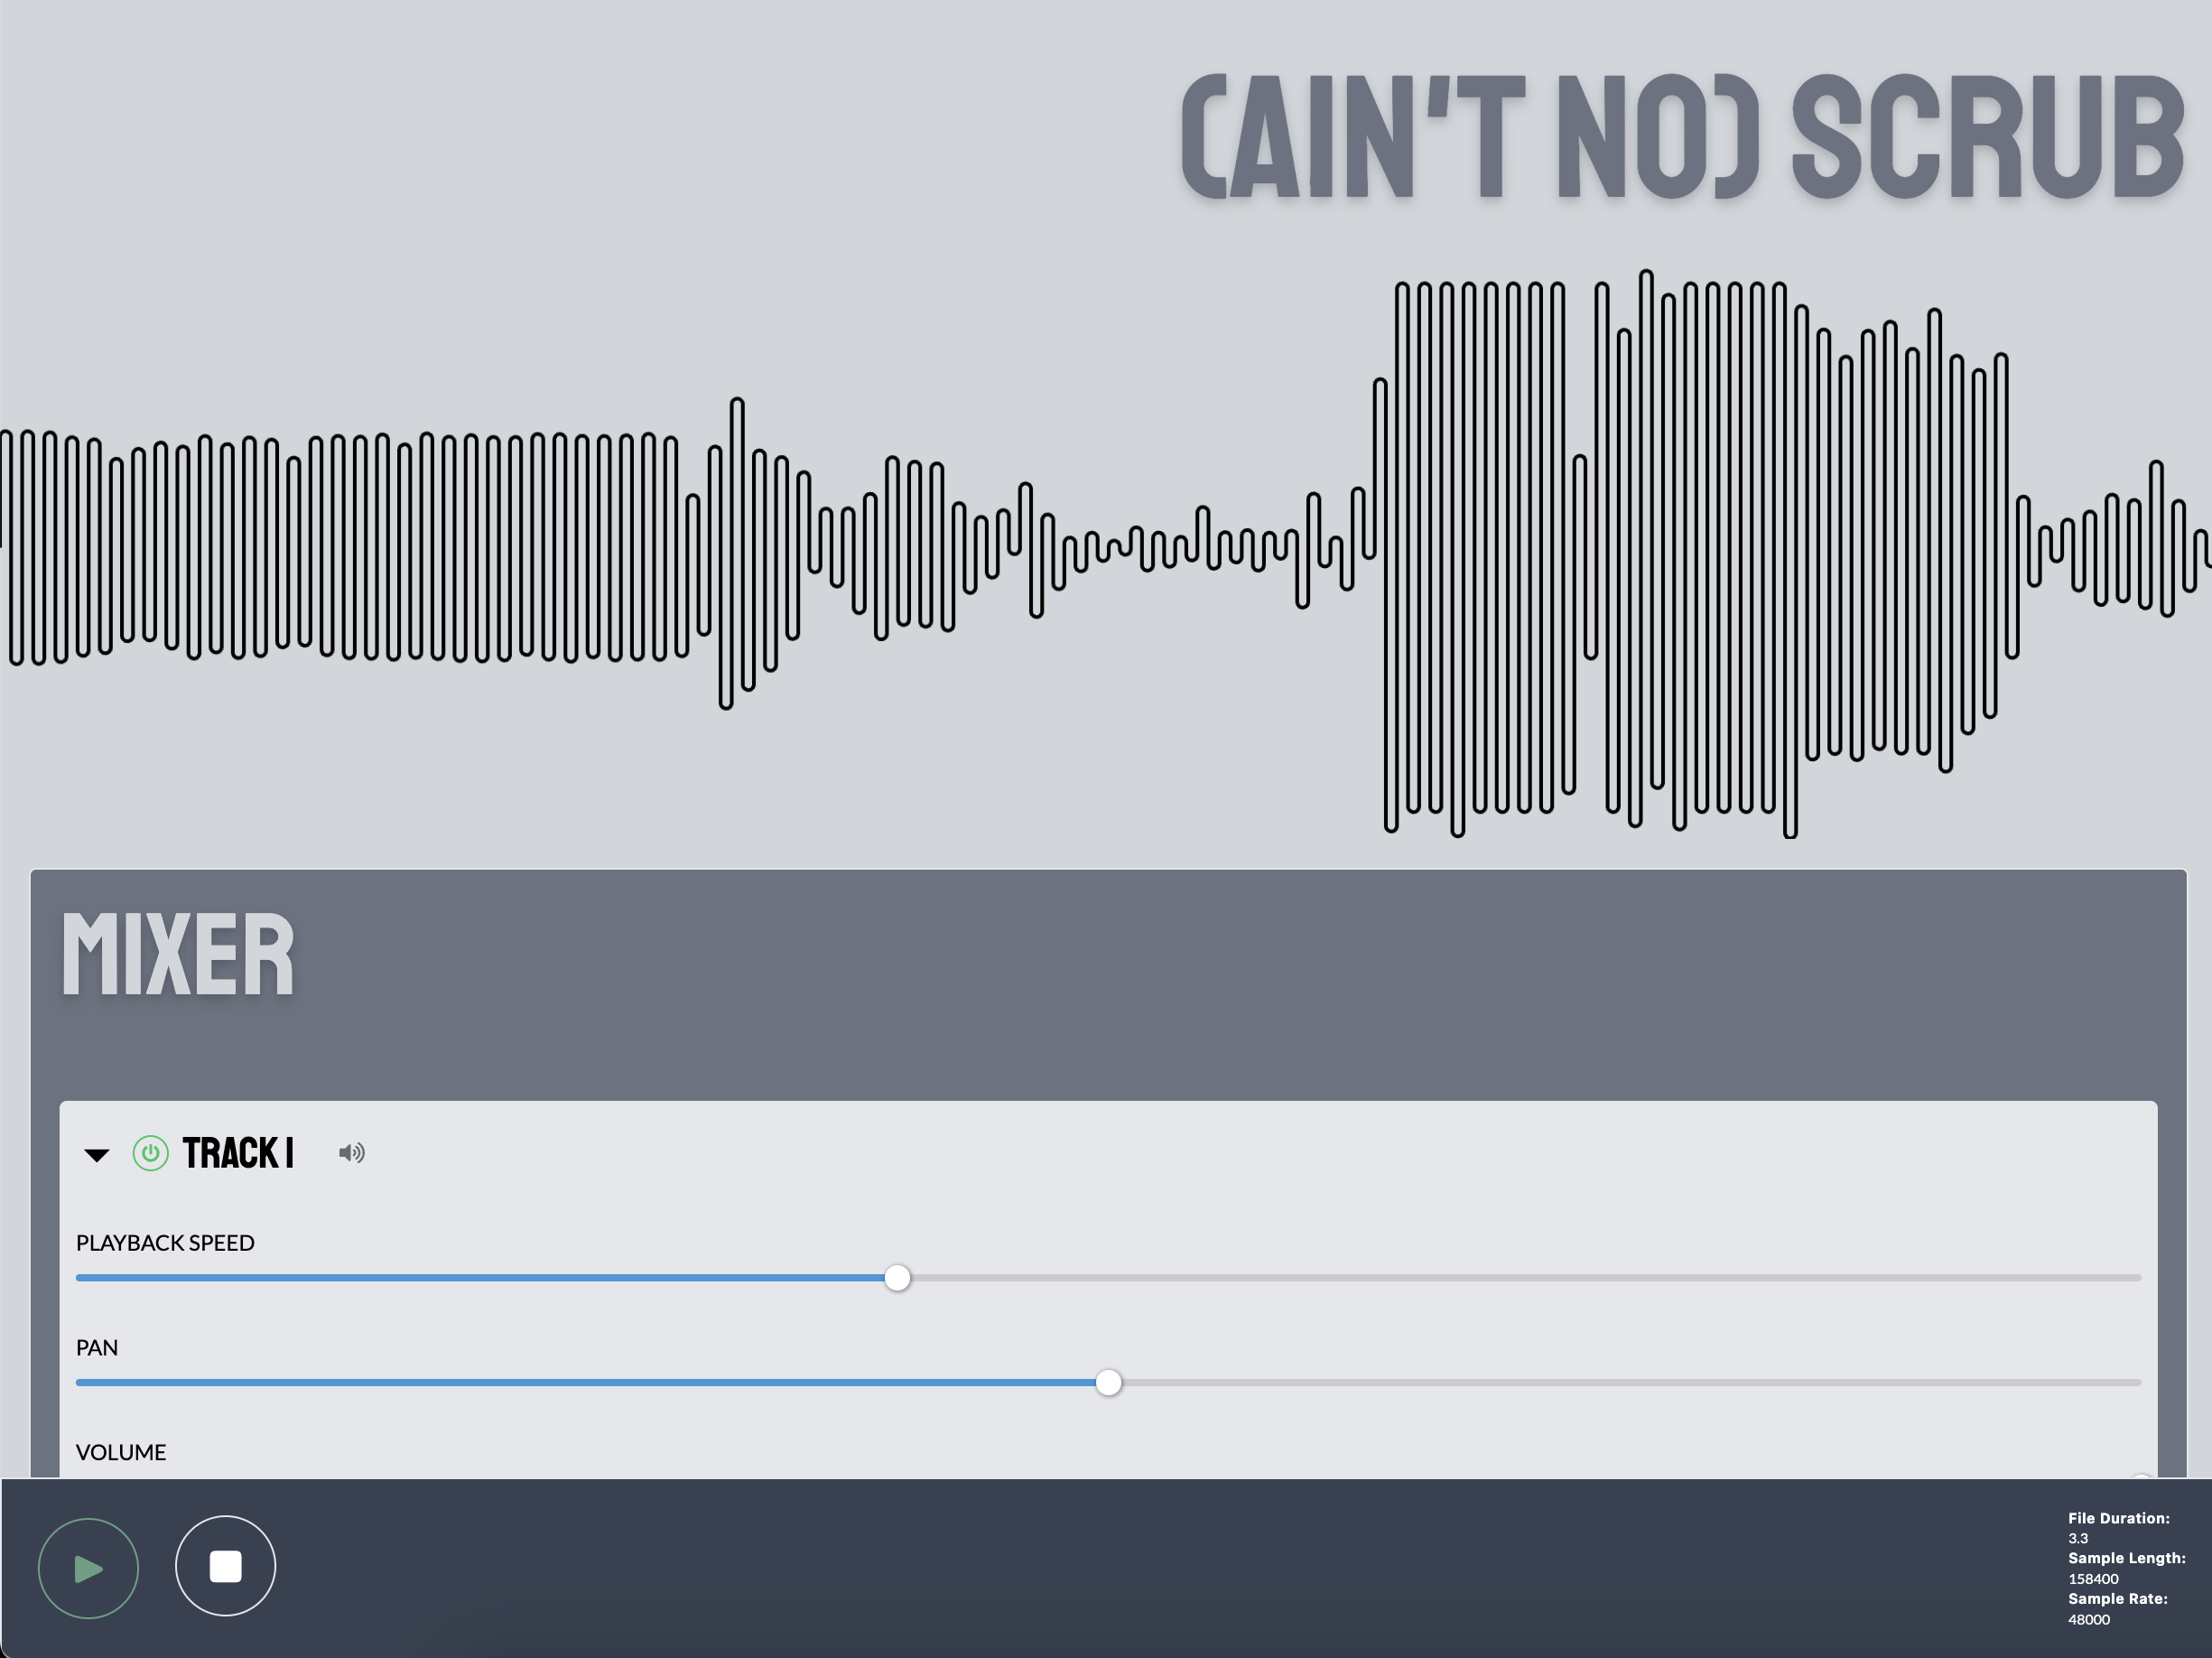 (AIN'T NO) SCRUB
MIXER
TRACK 1
PLAYBACK SPEED
PAN
VOLUME
File Duration:
3.3
Sample Length:
158400
Sample Rate:
48000